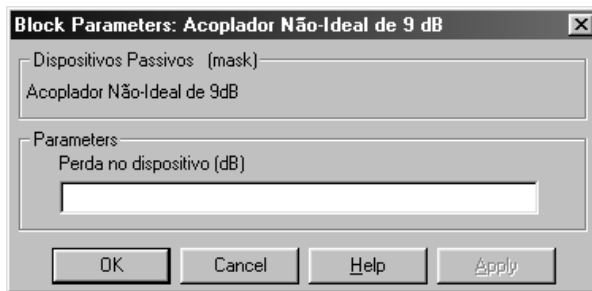 Block Parameters: Acoplador Não-Ideal de 9 dB
Dispositivos Passivos (mask)
Acoplador Não-Ideal de 9dB
Parameters
Perda no dispositivo (dB)
OK Cancel Help Apply